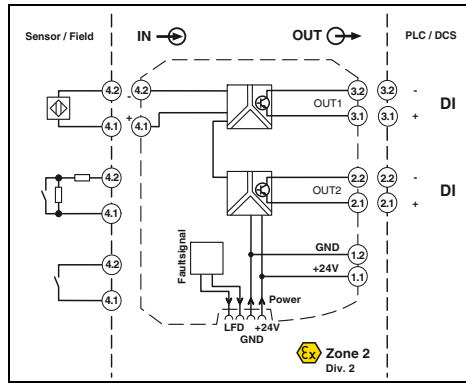 Sensor / Field
IN
OUT
PLC / DCS
4.2
4.2
-
3.2
3.2
-
OUT1
DI
4.1
+
4.1
3.1
3.1
+
4.2
2.2
2.2
-
OUT2
DI
4.1
2.1
2.1
+
Faultsignal
GND
1.2
4.2
+24V
1.1
4.1
Power
LFD
+24V
GND
Ex
Zone 2
Div. 2